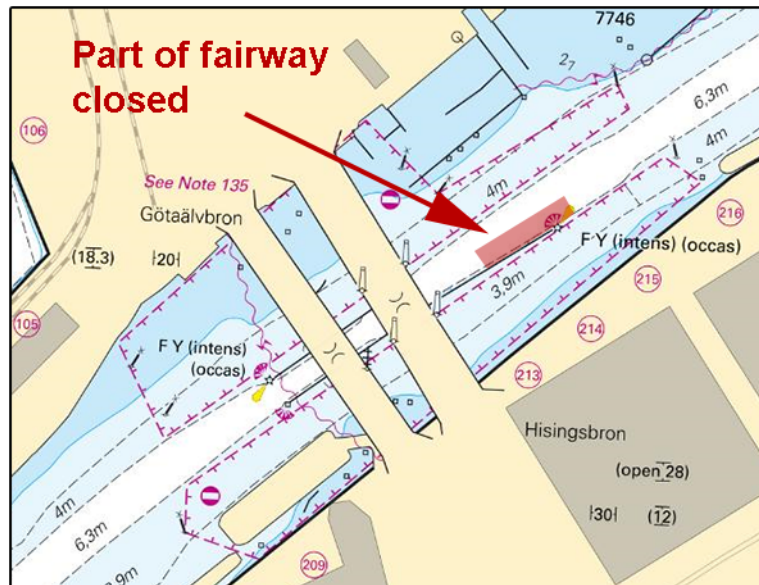 Part of fairway
closed
7746
2₇
6,3m
4m
106
See Note 135
Götaälvbron
4m
216
(18.3)
20
F Y (intens) (occas)
3,9m
215
105
214
F Y (intens)
(occas)
213
Hisingsbron
(open 28)
4m
30
(12)
6,3m
209
3,9m